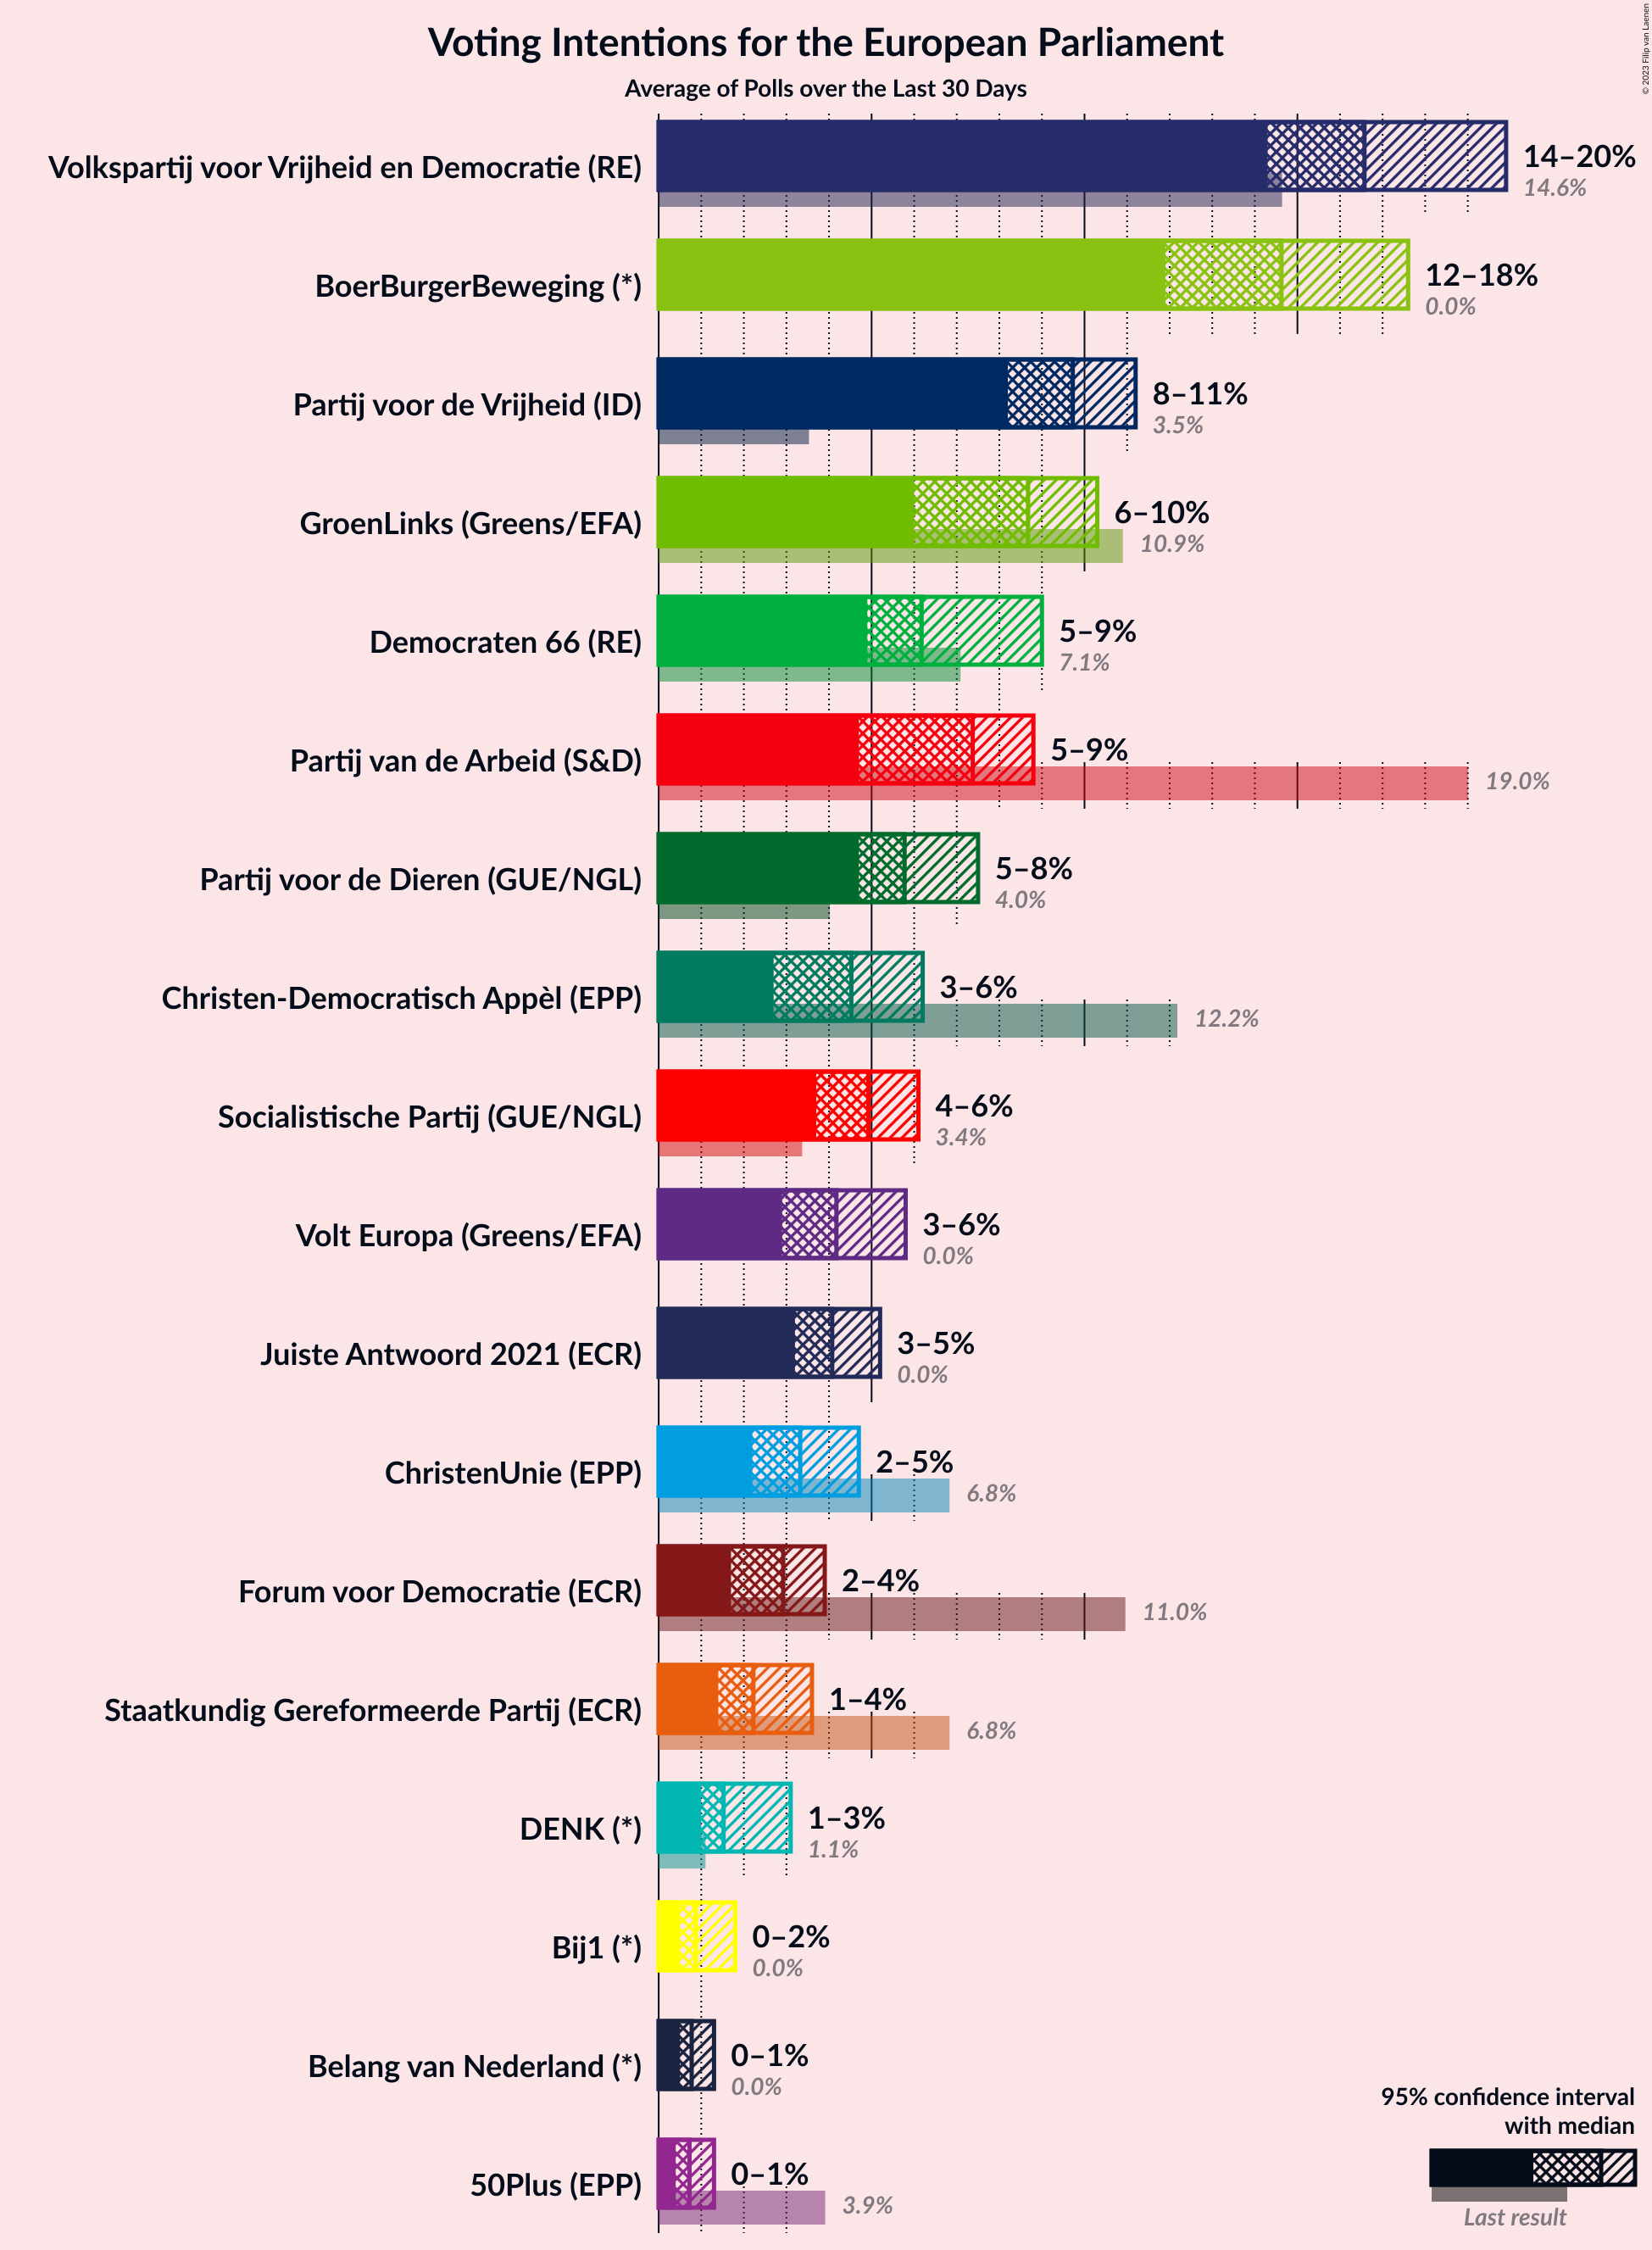 Voting Intentions for the European Parliament
Average of Polls over the Last 30 Days
© 2023 Filip van Laenen
Volkspartij voor Vrijheid en Democratie (RE)
14–20%
14.6%
BoerBurgerBeweging (*)
12–18%
0.0%
Partij voor de Vrijheid (ID)
8–11%
3.5%
GroenLinks (Greens/EFA)
6–10%
10.9%
Democraten 66 (RE)
5–9%
7.1%
Partij van de Arbeid (S&D)
5–9%
19.0%
Partij voor de Dieren (GUE/NGL)
5–8%
4.0%
Christen-Democratisch Appèl (EPP)
3–6%
12.2%
Socialistische Partij (GUE/NGL)
4–6%
3.4%
Volt Europa (Greens/EFA)
3–6%
0.0%
Juiste Antwoord 2021 (ECR)
3–5%
0.0%
ChristenUnie (EPP)
2–5%
6.8%
Forum voor Democratie (ECR)
2–4%
11.0%
Staatkundig Gereformeerde Partij (ECR)
1–4%
6.8%
DENK (*)
1–3%
1.1%
Bij1 (*)
0–2%
0.0%
Belang van Nederland (*)
0–1%
0.0%
50Plus (EPP)
0–1%
3.9%
95% confidence interval
with median
Last result